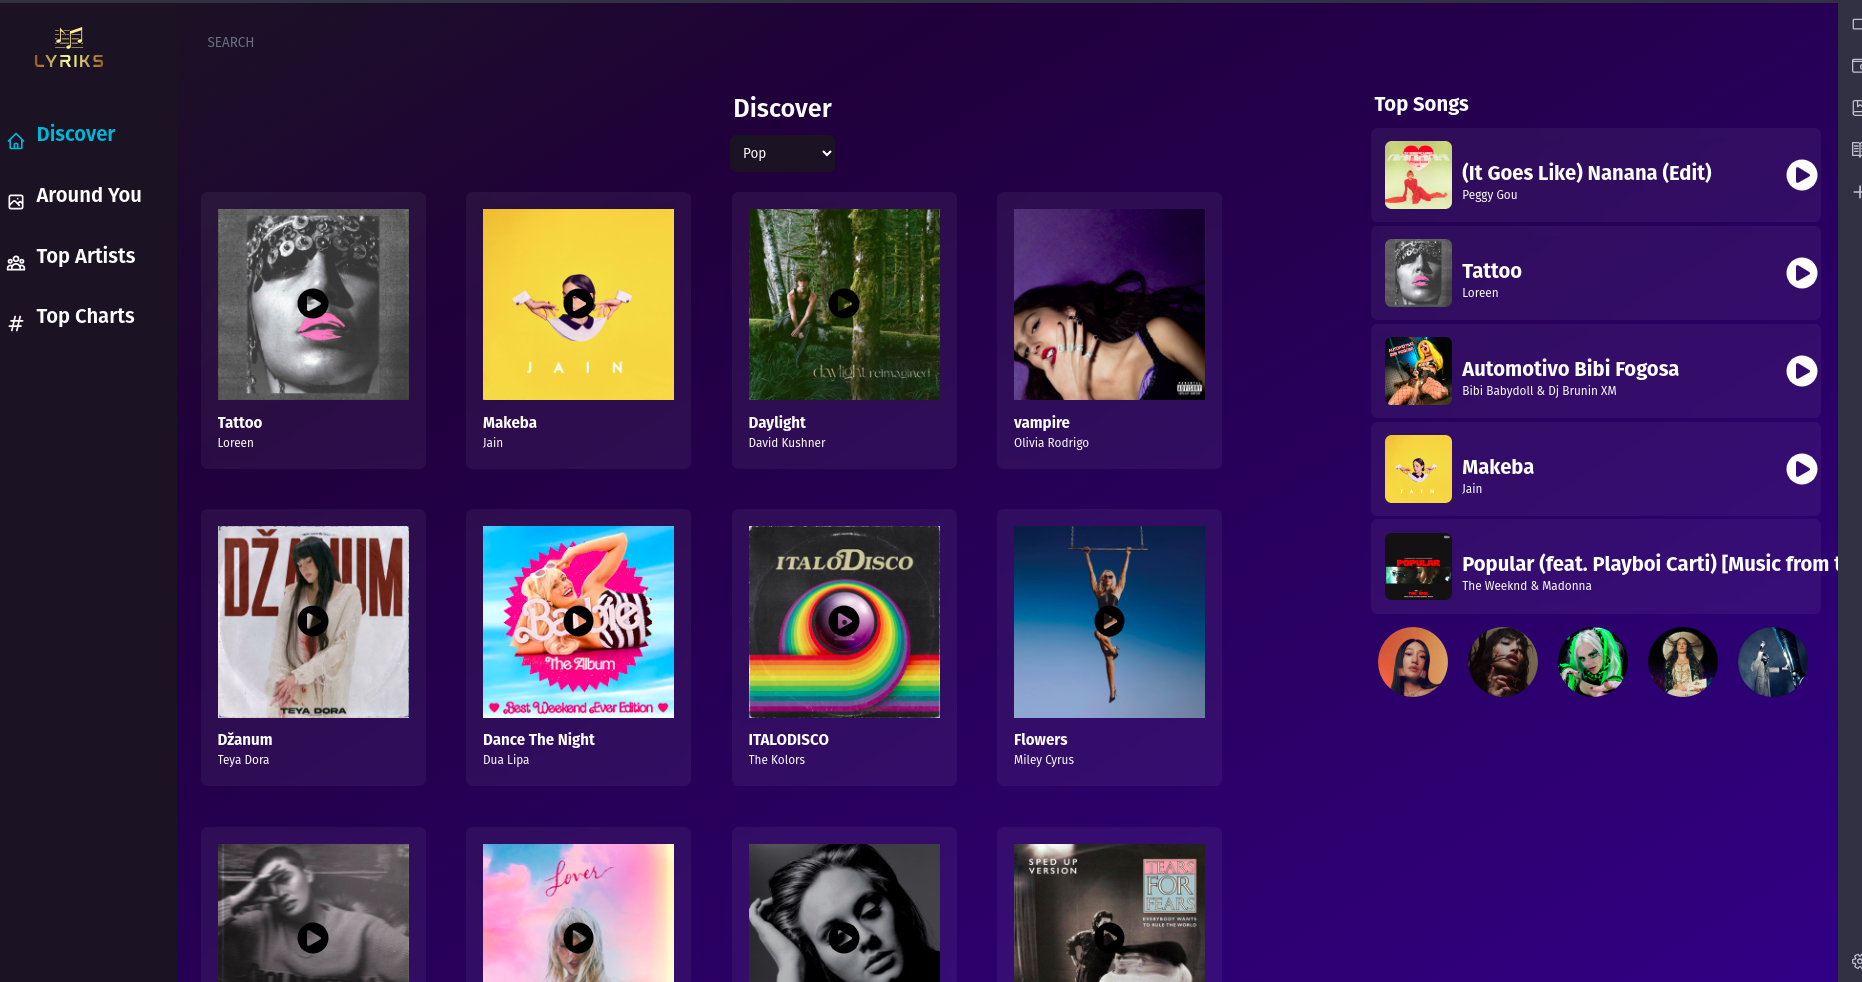 LYRIKS
SEARCH
Discover
Around You
Top Artists
Top Charts
Discover
Pop
Tattoo
Loreen
JAIN
Makeba
Jain
daylight reimagined
Daylight
David Kushner
vampire
Olivia Rodrigo
DŽANUM
TEYA DORA
Džanum
Teya Dora
Barbie
The Album
Best Weekend Ever Edition
Dance The Night
Dua Lipa
ITALODISCO
ITALODISCO
The Kolors
Flowers
Miley Cyrus
Lover
SPED UP
VERSION
TEARS
FOR
FEARS
EVERYBODY WANTS
TO RULE THE WORLD
Top Songs
(It Goes Like) Nanana (Edit)
Peggy Gou
Tattoo
Loreen
Automotivo Bibi Fogosa
Bibi Babydoll & Dj Brunin XM
JAIN
Makeba
Jain
POPULAR
Popular (feat. Playboi Carti) [Music from t
The Weeknd & Madonna